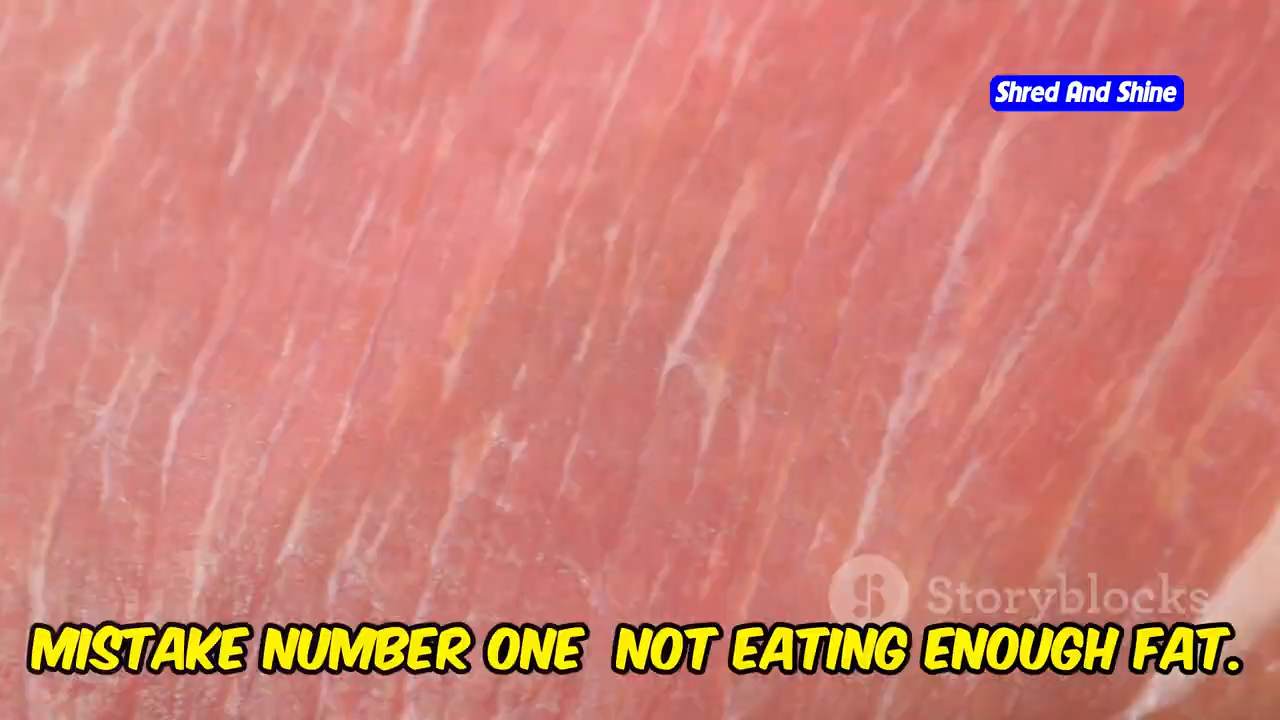 Shred And Shine
Storyblocks
MISTAKE NUMBER ONE NOT EATING ENOUGH FAT.